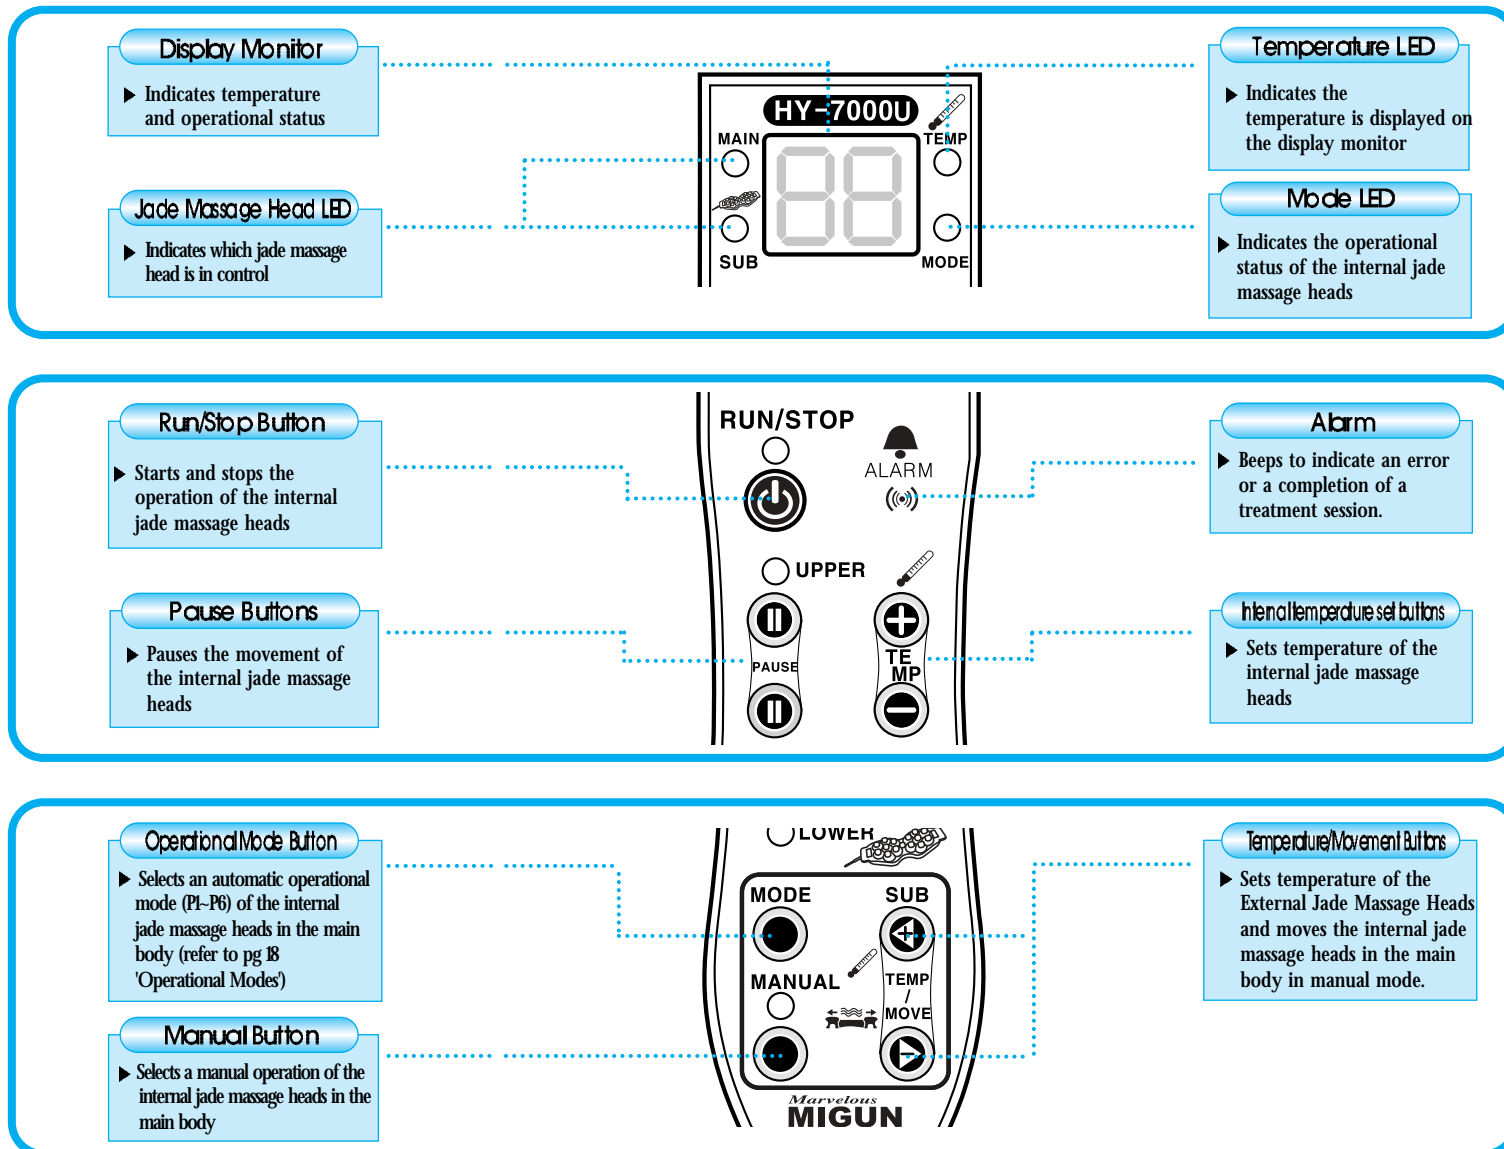 Display Monitor
▶ Indicates temperature
and operational status
Jade Massage Head LED
▶ Indicates which jade massage
head is in control
HY-7000U
MAIN
TEMP
SUB
MODE
Temperature LED
▶ Indicates the
temperature is displayed on
the display monitor
Mode LED
▶ Indicates the operational
status of the internal jade
massage heads
Run/Stop Button
▶ Starts and stops the
operation of the internal
jade massage heads
Pause Buttons
▶ Pauses the movement of
the internal jade massage
heads
RUN/STOP
ALARM
UPPER
PAUSE
TE
MP
Alarm
▶ Beeps to indicate an error
or a completion of a
treatment session.
Internal temperature set buttons
▶ Sets temperature of the
internal jade massage
heads
Operational Mode Button
▶ Selects an automatic operational
mode (P1~P6) of the internal
jade massage heads in the main
body (refer to pg 18
'Operational Modes')
Manual Button
▶ Selects a manual operation of the
internal jade massage heads in the
main body
LOWER
MODE
SUB
MANUAL
TEMP
/
MOVE
Marvelous
MIGUN
Temperature/Movement Buttons
▶ Sets temperature of the
External Jade Massage Heads
and moves the internal jade
massage heads in the main
body in manual mode.